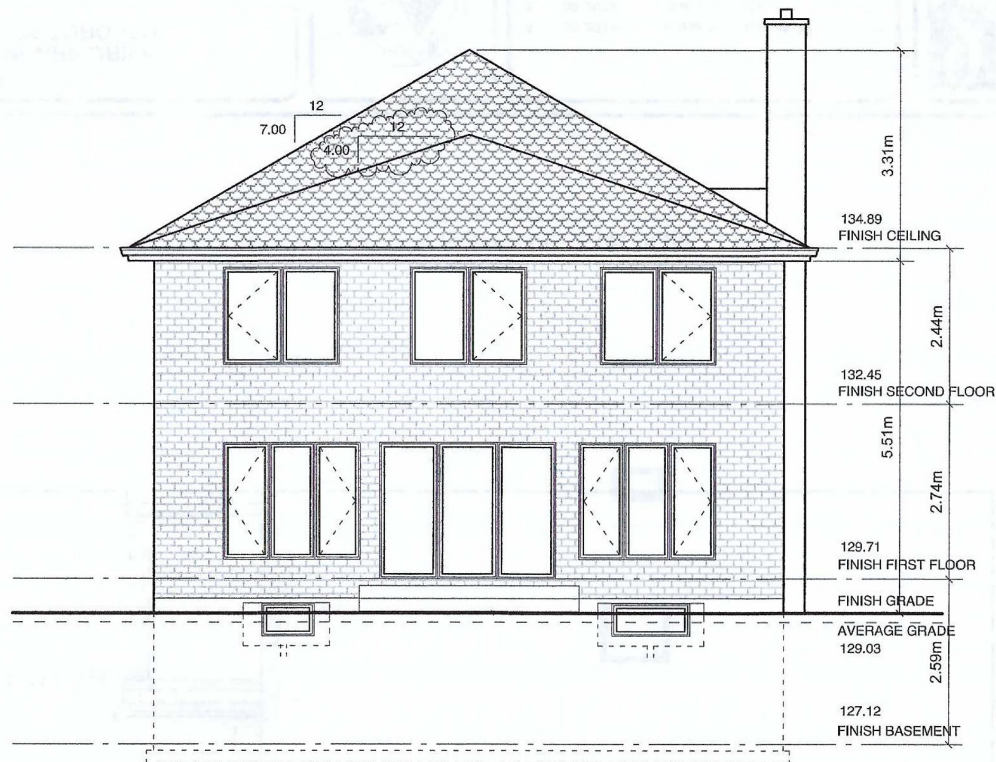 12
7.00
12
4.00
3.31m
134.89
FINISH CEILING
2.44m
132.45
FINISH SECOND FLOOR
5.51m
2.74m
129.71
FINISH FIRST FLOOR
FINISH GRADE
AVERAGE GRADE
129.03
2.59m
127.12
FINISH BASEMENT